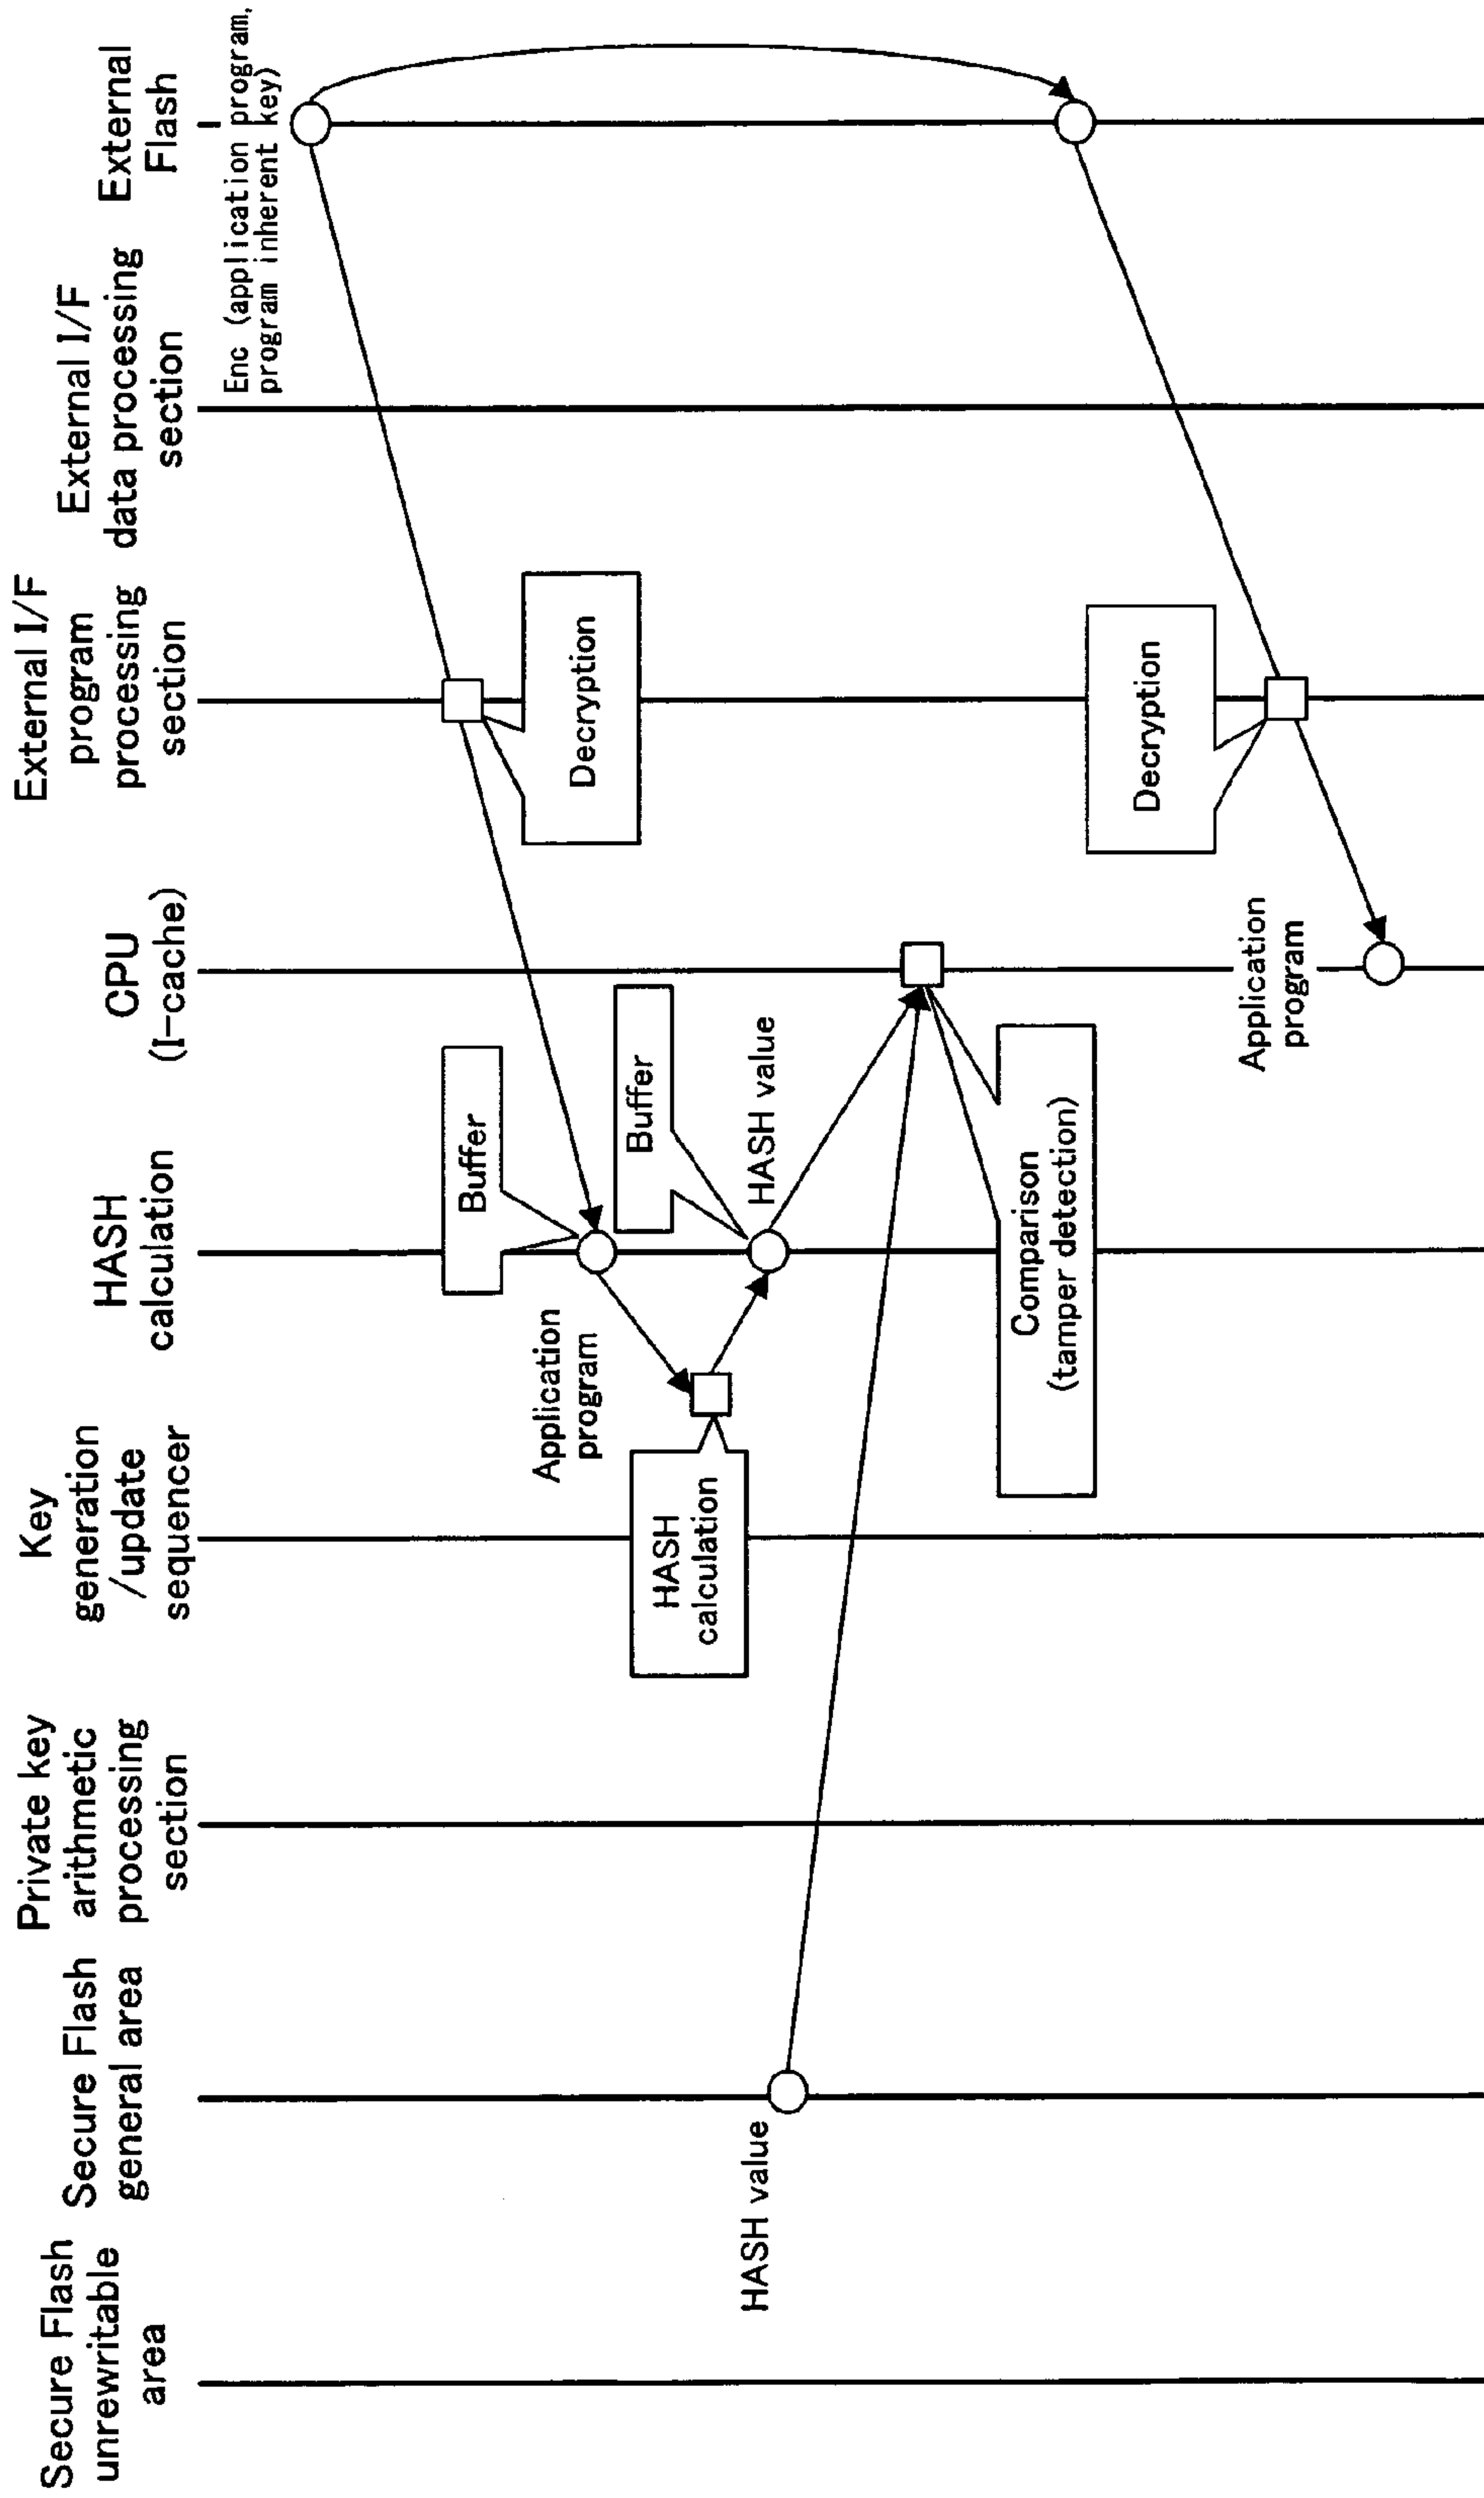 Secure Flash
unrewritable
area
Secure Flash
general area
Private key
arithmetic
processing
section
Key
generation
/update
sequencer
HASH
calculation
CPU
(I-cache)
External I/F
program
processing
section
External I/F
data processing
section
External
Flash
Enc (application program,
program inherent key)
Decryption
Buffer
Application
program
Buffer
HASH
calculation
HASH value
HASH value
Comparison
(tamper detection)
Decryption
Application
program